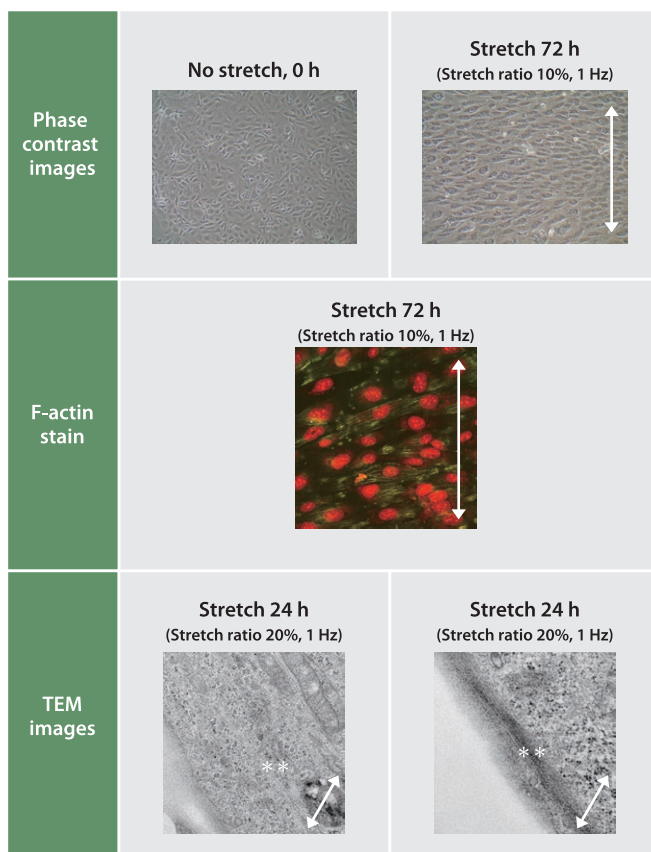 Phase
contrast
images
No stretch, 0 h
Stretch 72 h
(Stretch ratio 10%, 1 Hz)
F-actin
stain
Stretch 72 h
(Stretch ratio 10%, 1 Hz)
TEM
images
Stretch 24 h
(Stretch ratio 20%, 1 Hz)
**
Stretch 24 h
(Stretch ratio 20%, 1 Hz)
**